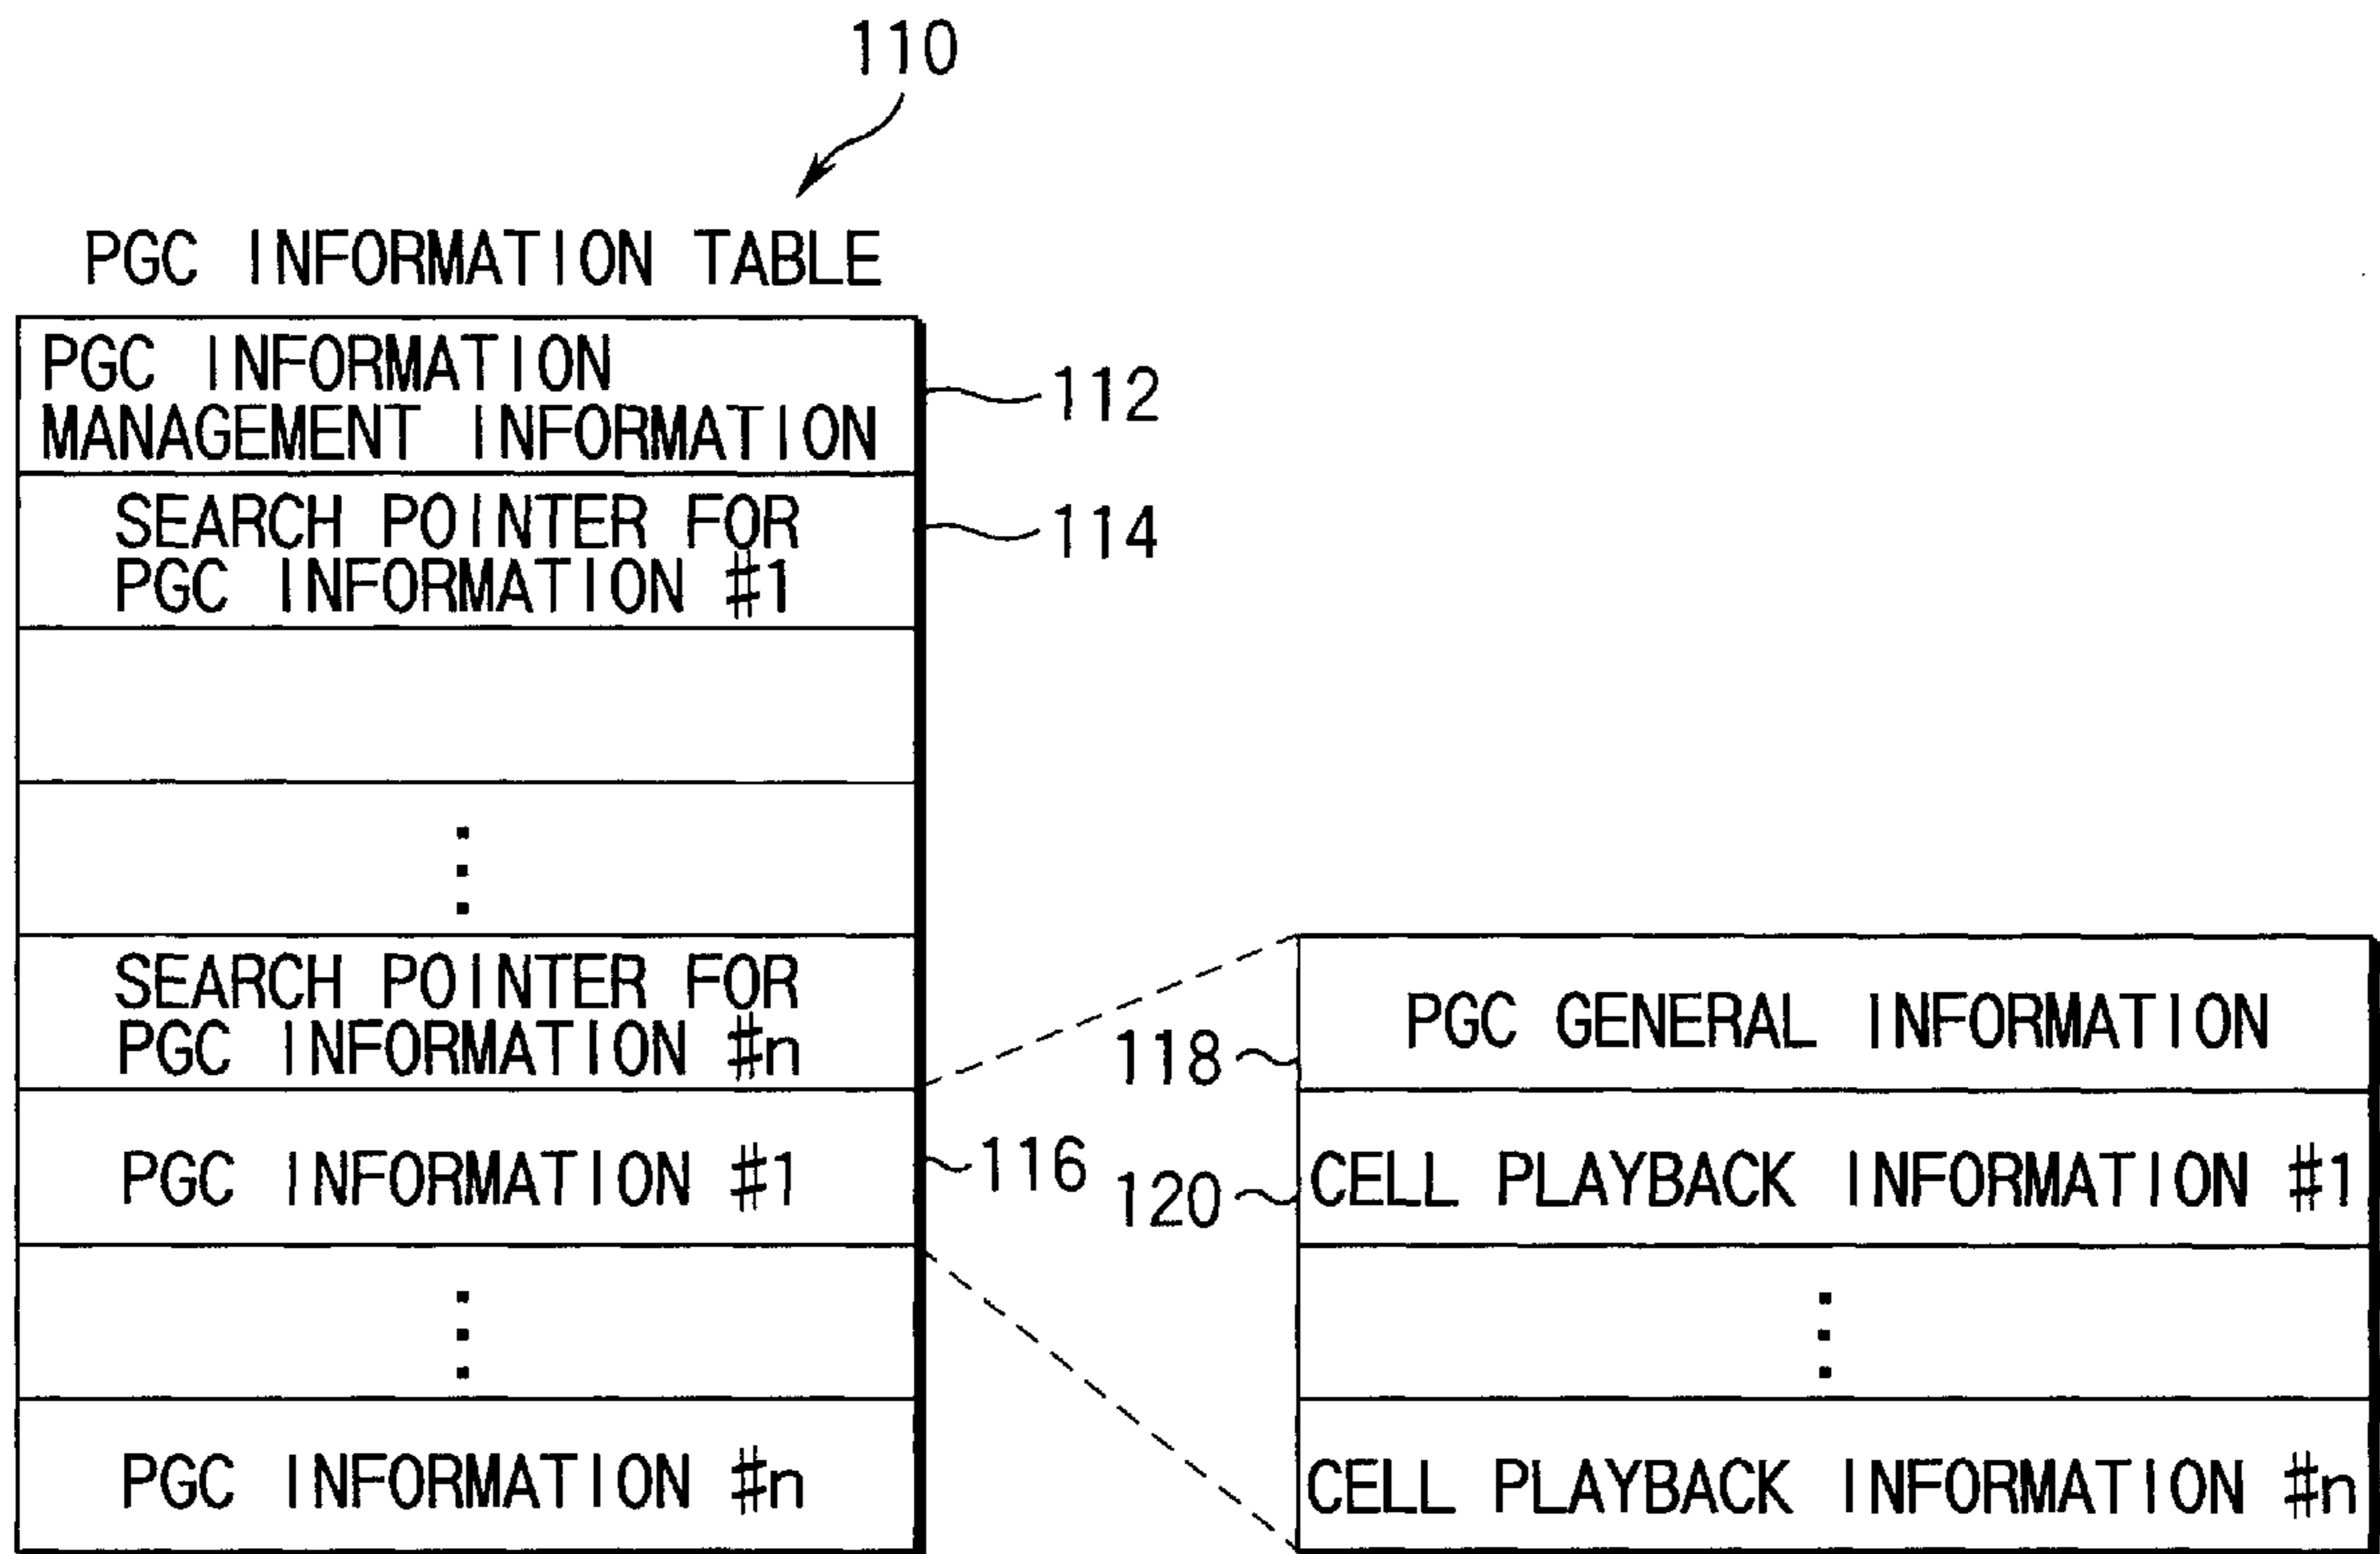 110
PGC INFORMATION TABLE
PGC INFORMATION
MANAGEMENT INFORMATION
112
SEARCH POINTER FOR
PGC INFORMATION #1
114
SEARCH POINTER FOR
PGC INFORMATION #n
PGC INFORMATION #1
116
PGC INFORMATION #n
118
PGC GENERAL INFORMATION
120
CELL PLAYBACK INFORMATION #1
CELL PLAYBACK INFORMATION #n